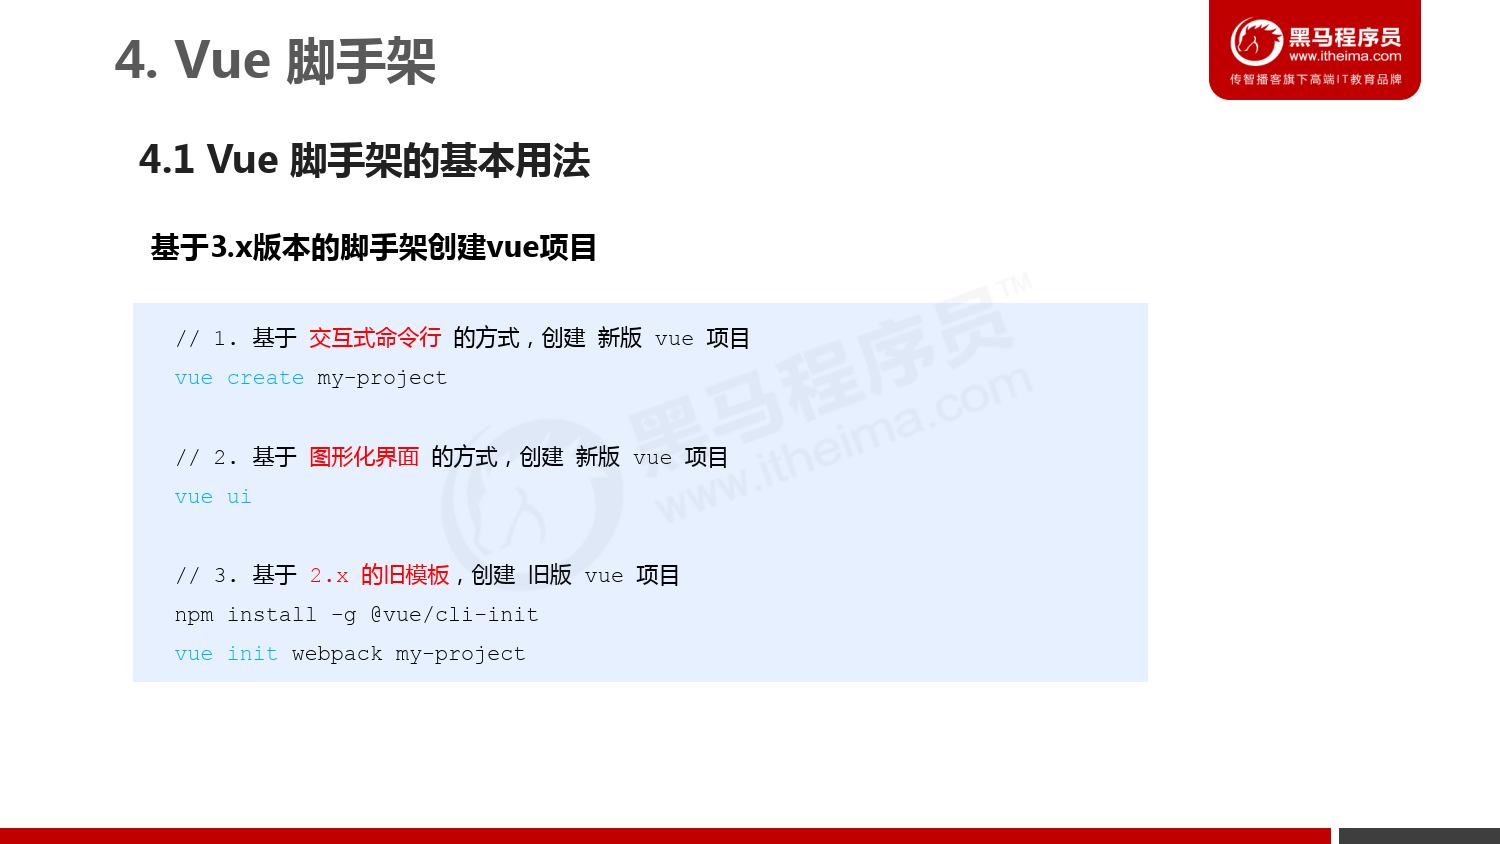 4. Vue 脚手架
黑马程序员
www.itheima.com
传智播客旗下高端IT教育品牌
4.1 Vue 脚手架的基本用法
基于3.x版本的脚手架创建vue项目
// 1. 基于 交互式命令行 的方式，创建 新版 vue 项目
vue create my-project
// 2. 基于 图形化界面 的方式，创建 新版 vue 项目
vue ui
// 3. 基于 2.x 的旧模板，创建 旧版 vue 项目
npm install -g @vue/cli-init
vue init webpack my-project
黑马程序员™
www.itheima.com